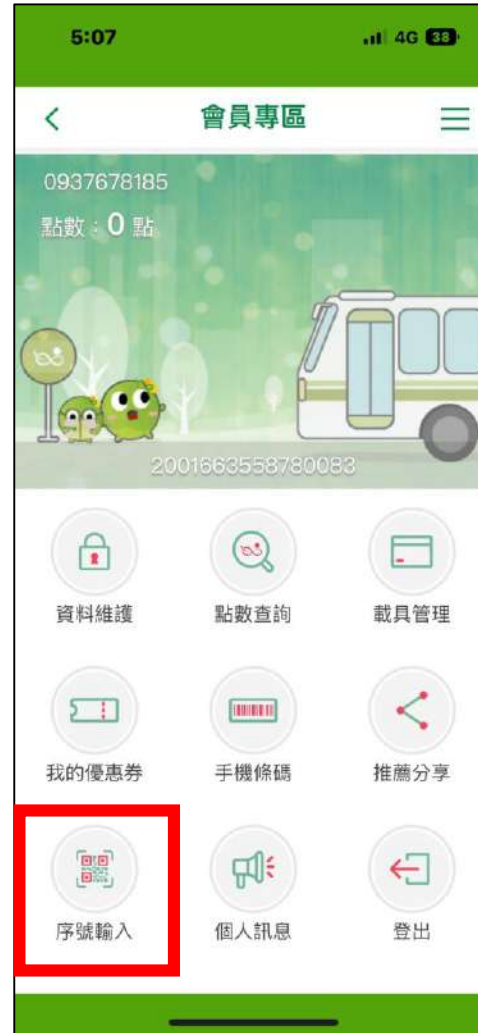 5:07 4G 38
會員專區
0937678185
點數：0 點
2001663558780083
資料維護 點數查詢 載具管理
我的優惠券 手機條碼 推薦分享
序號輸入 個人訊息 登出